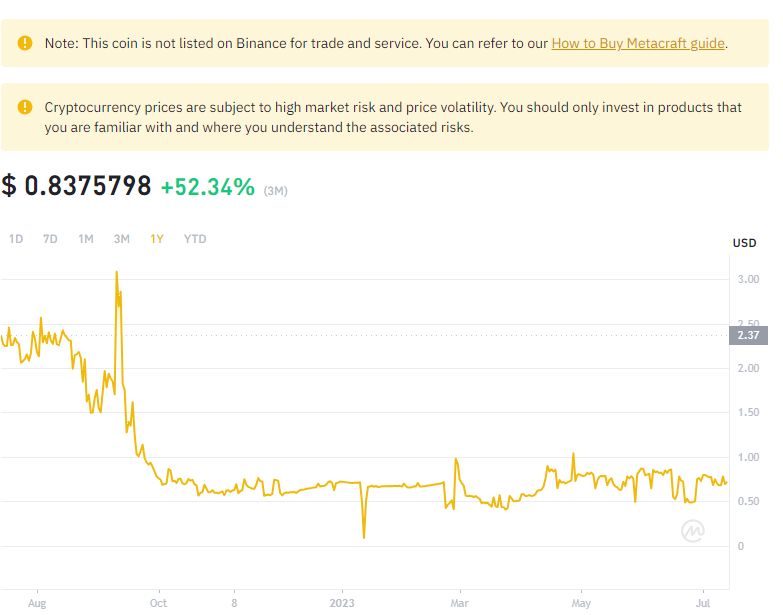 Note: This coin is not listed on Binance for trade and service. You can refer to our How to Buy Metacraft guide.
Cryptocurrency prices are subject to high market risk and price volatility. You should only invest in products that
you are familiar with and where you understand the associated risks.
$ 0.8375798 +52.34% (3M)
1D 7D 1M 3M 1Y YTD
USD
3.00
2.50
2.37
2.00
1.50
1.00
0.50
0
Aug Oct 8 2023 Mar May Jul